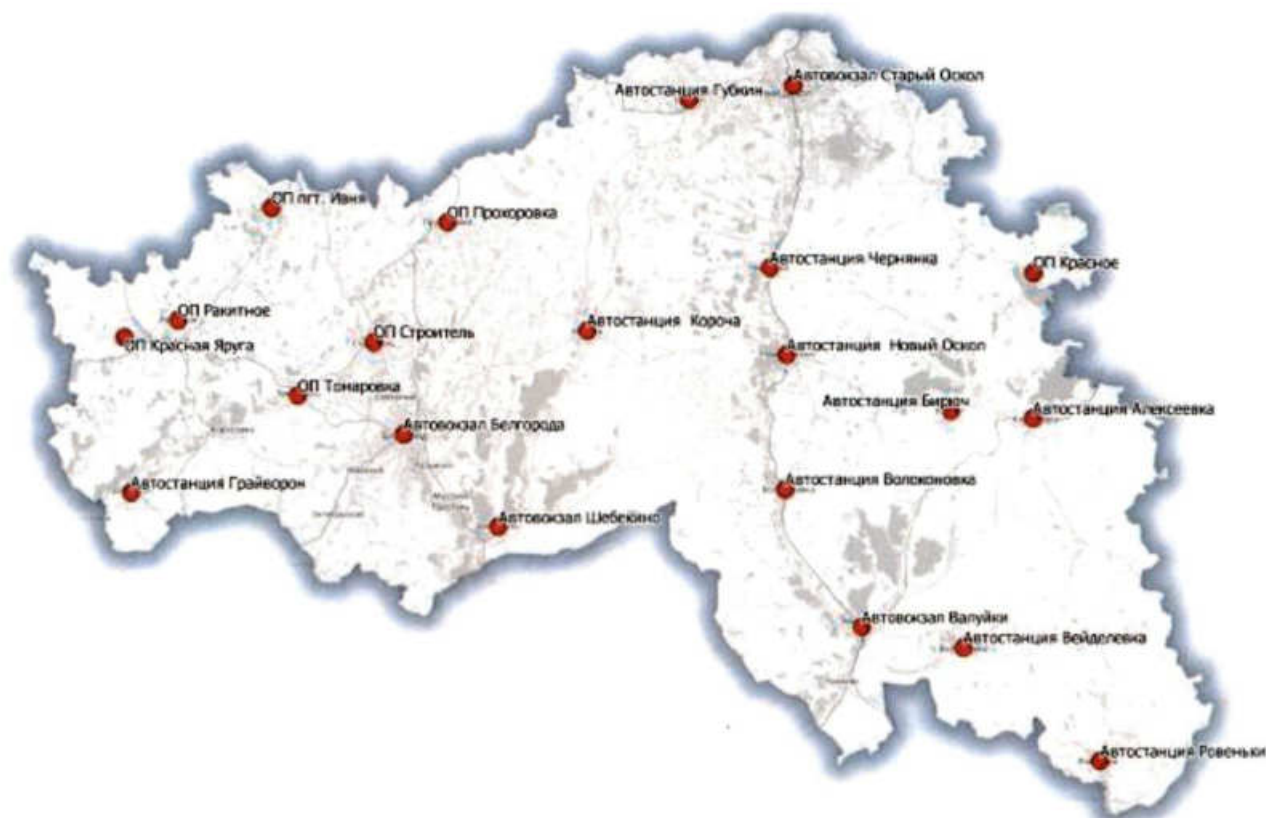 Автовокзал Старый Оскол
Автостанция Губкин
ОП пгт. Ивня
ОП Прохоровка
Автостанция Чернянка
ОП Красное
ОП Ракитное
ОП Красная Яруга
ОП Строитель
Автостанция Короча
Автостанция Новый Оскол
ОП Томаровка
Автостанция Бирюч
Автостанция Алексеевка
Автовокзал Белгорода
Автостанция Грайворон
Автостанция Волоконовка
Автовокзал Шебекино
Автовокзал Валуйки
Автостанция Вейделевка
Автостанция Ровеньки